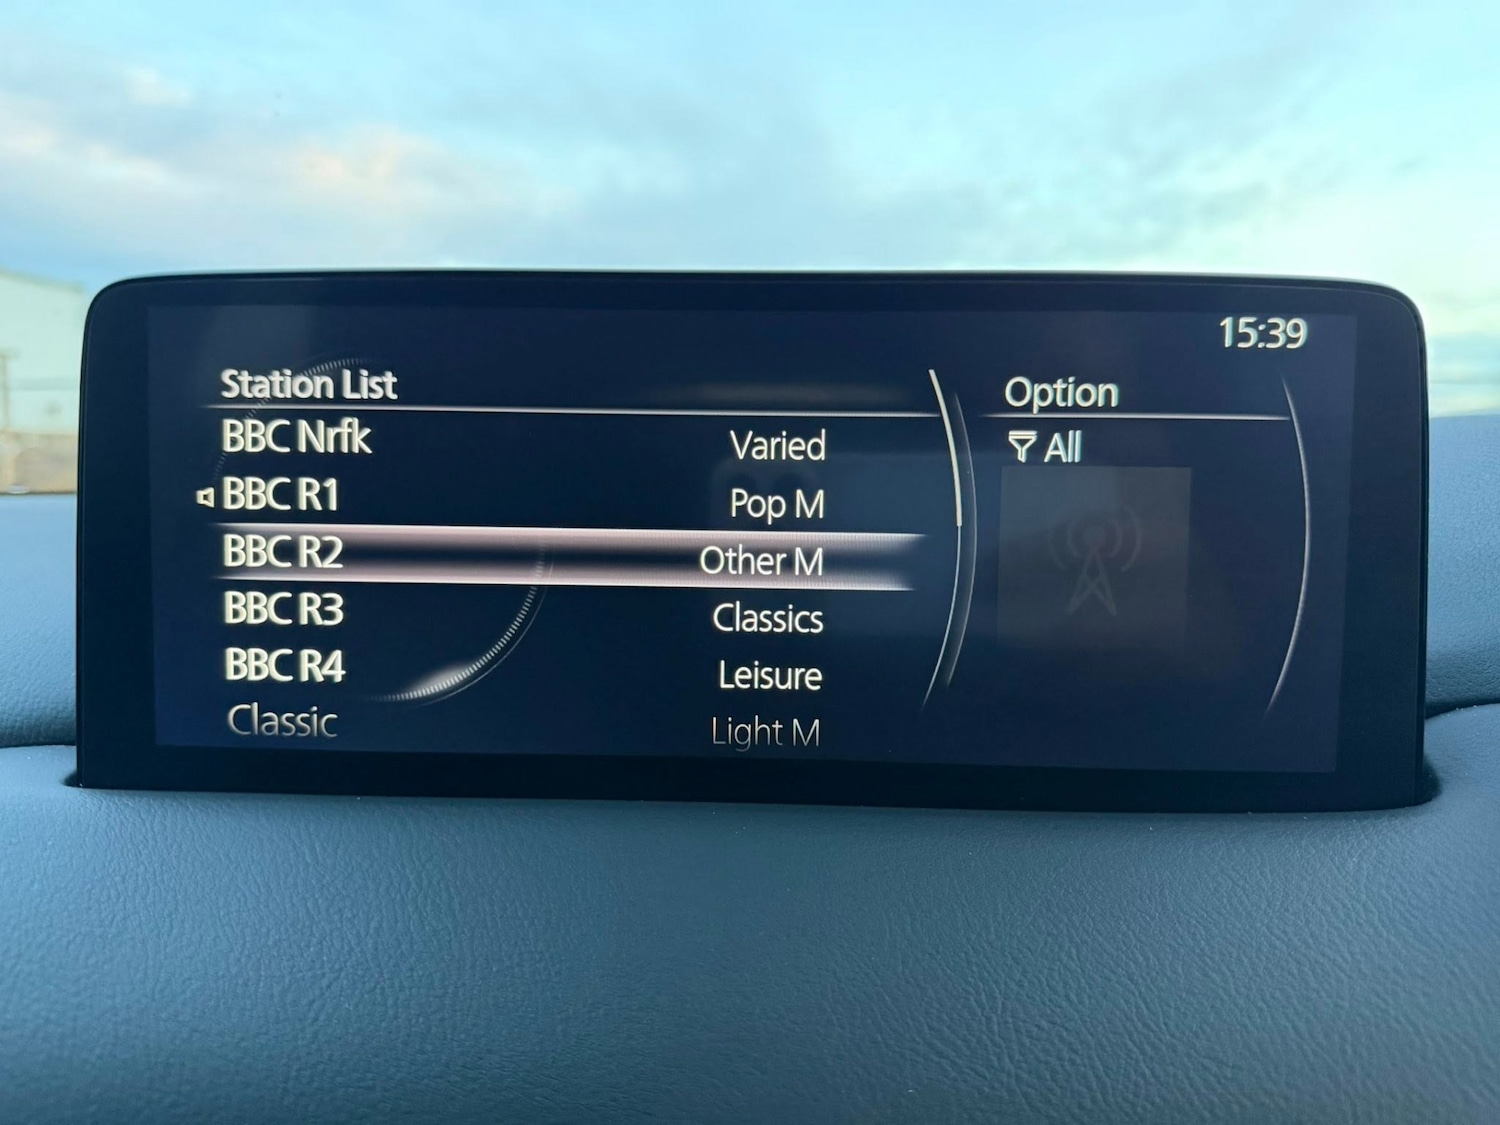 15:39
Station List
BBC Nrfk Varied
BBC R1 Pop M
BBC R2 Other M
BBC R3 Classics
BBC R4 Leisure
Classic Light M
Option
All